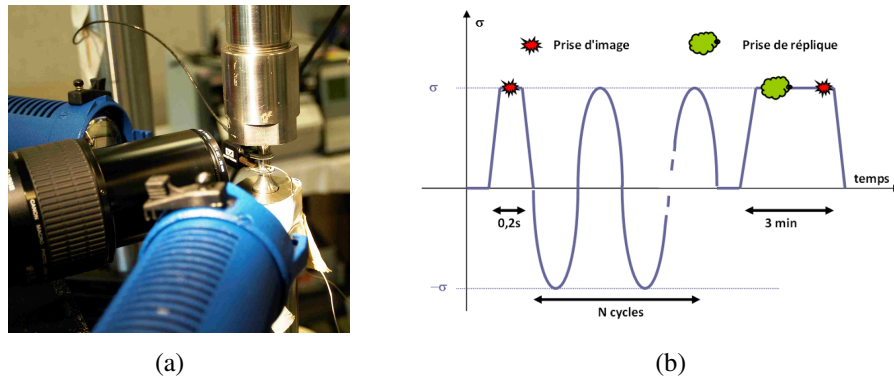 σ
Prise d'image
Prise de réplique
σ
temps
0,2s
3 min
−σ
N cycles
(a)
(b)